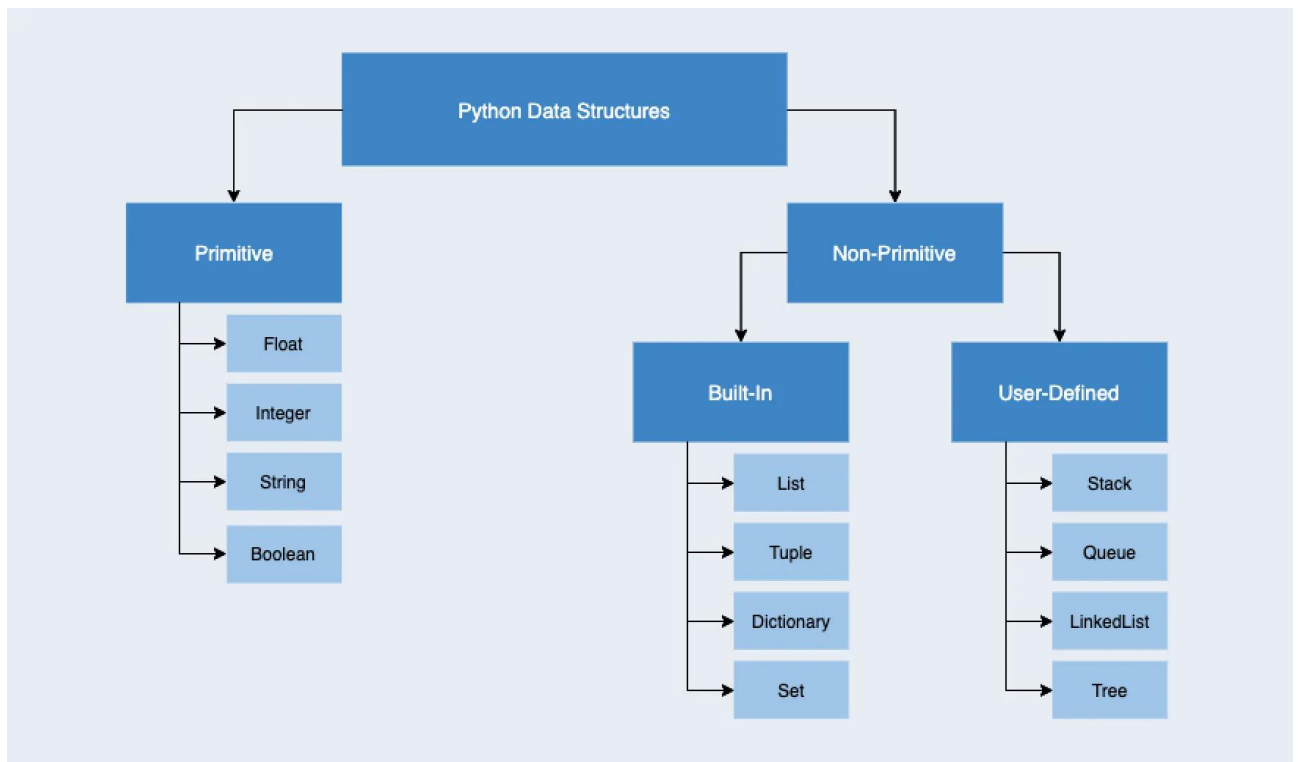 Python Data Structures
Primitive
Non-Primitive
Float
Integer
String
Boolean
Built-In
User-Defined
List
Tuple
Dictionary
Set
Stack
Queue
LinkedList
Tree